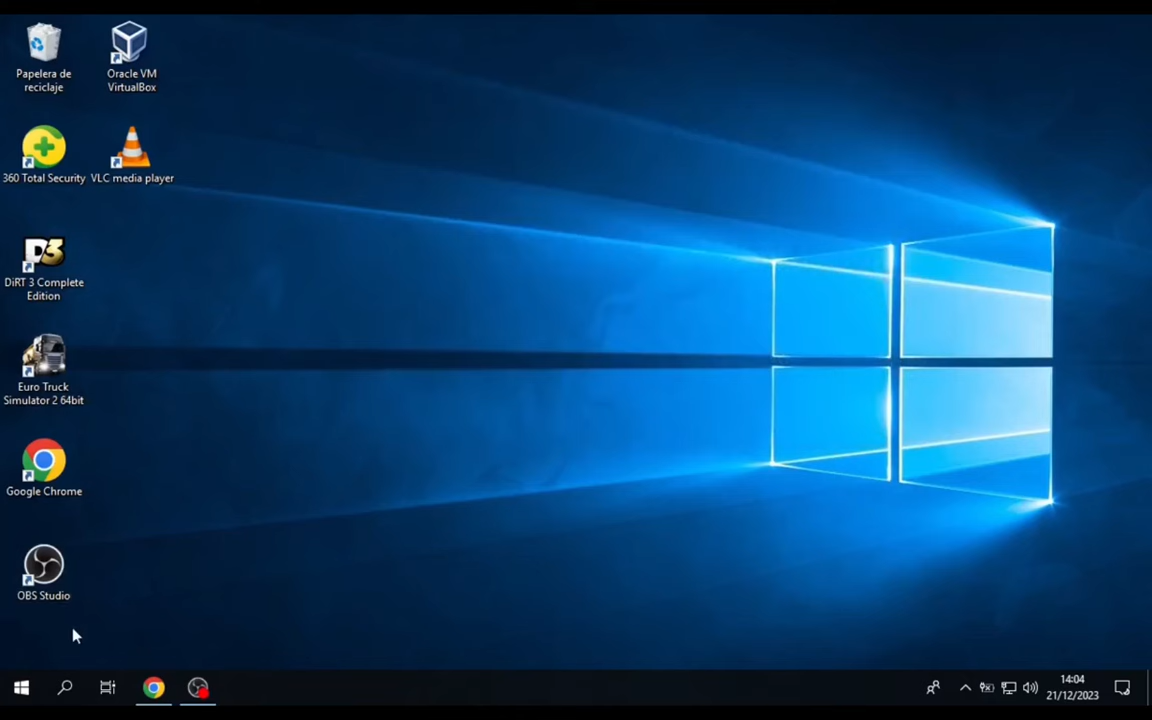 Papelera de
reciclaje
Oracle VM
VirtualBox
360 Total Security
VLC media player
D3
DiRT 3 Complete
Edition
Euro Truck
Simulator 2 64bit
Google Chrome
OBS Studio
14:04
21/12/2023